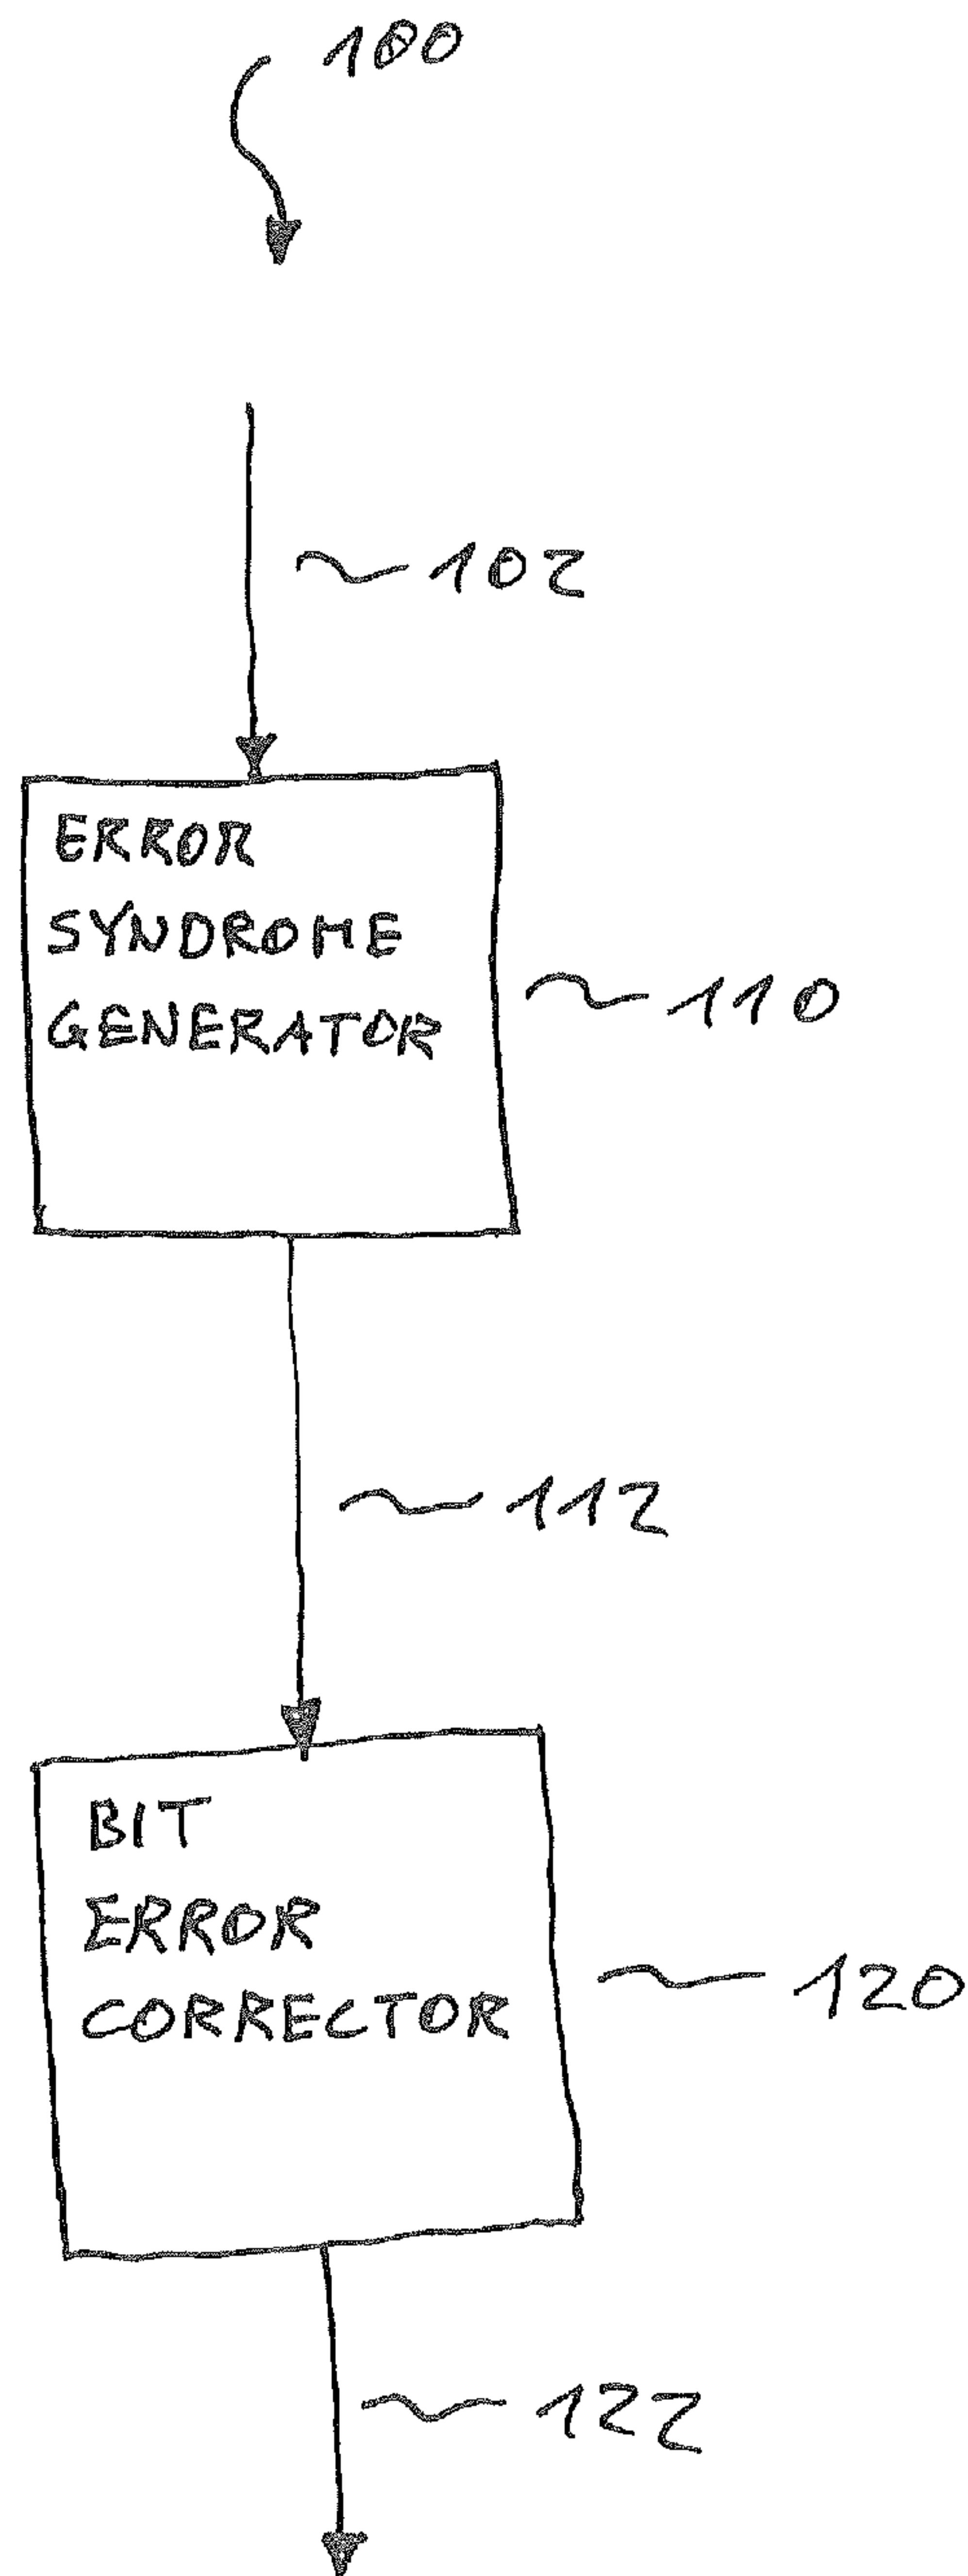 100
102
ERROR
SYNDROME
GENERATOR
110
112
BIT
ERROR
CORRECTOR
120
122